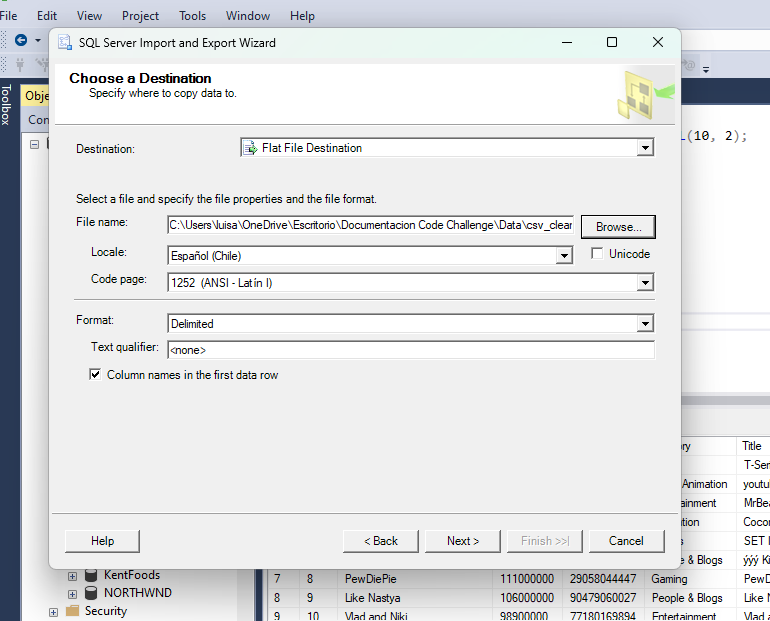 File Edit View Project Tools Window Help
SQL Server Import and Export Wizard
Choose a Destination
Specify where to copy data to.
Toolbox
Obje
Con
L(10, 2);
Destination: Flat File Destination
Select a file and specify the file properties and the file format.
File name: C:\Users\luisa\OneDrive\Escritorio\Documentacion Code Challenge\Data\csv_clear Browse...
Locale: Español (Chile) Unicode
Code page: 1252 (ANSI - Latín I)
Format: Delimited
Text qualifier: <none>
Column names in the first data row
Help < Back Next > Finish >>| Cancel
ry Title
T-Ser
Animation youtu
ainment MrBea
tion Cocor
s SET I
e & Blogs ýýý Ki
KentFoods
7 8 PewDiePie 111000000 29058044447 Gaming PewD
NORTHWND
8 9 Like Nastya 106000000 90479060027 People & Blogs Like N
Security
9 10 Vlad and Niki 98900000 77180169894 Entertainment Vlad a